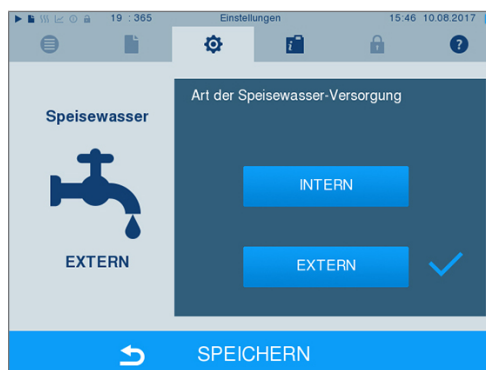 19 : 365 Einstellungen 15:46 10.08.2017
i ?
Speisewasser
EXTERN
Art der Speisewasser-Versorgung
INTERN
EXTERN
SPEICHERN